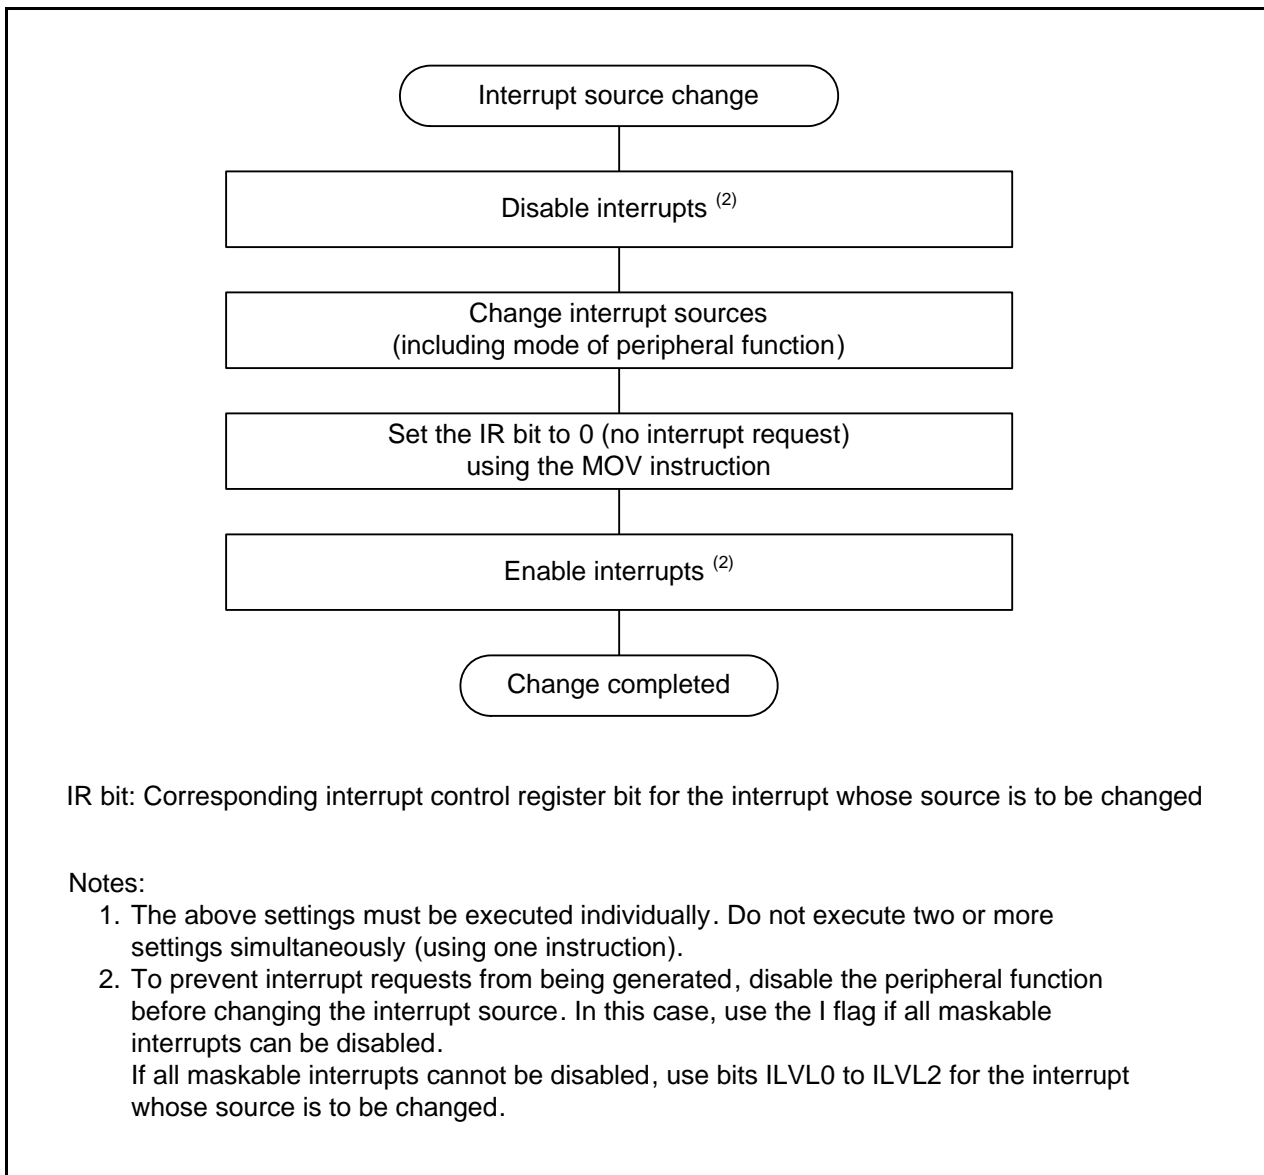 Interrupt source change
Disable interrupts (2)
Change interrupt sources
(including mode of peripheral function)
Set the IR bit to 0 (no interrupt request)
using the MOV instruction
Enable interrupts (2)
Change completed
IR bit: Corresponding interrupt control register bit for the interrupt whose source is to be changed
Notes:
1. The above settings must be executed individually. Do not execute two or more
settings simultaneously (using one instruction).
2. To prevent interrupt requests from being generated, disable the peripheral function
before changing the interrupt source. In this case, use the I flag if all maskable
interrupts can be disabled.
If all maskable interrupts cannot be disabled, use bits ILVL0 to ILVL2 for the interrupt
whose source is to be changed.